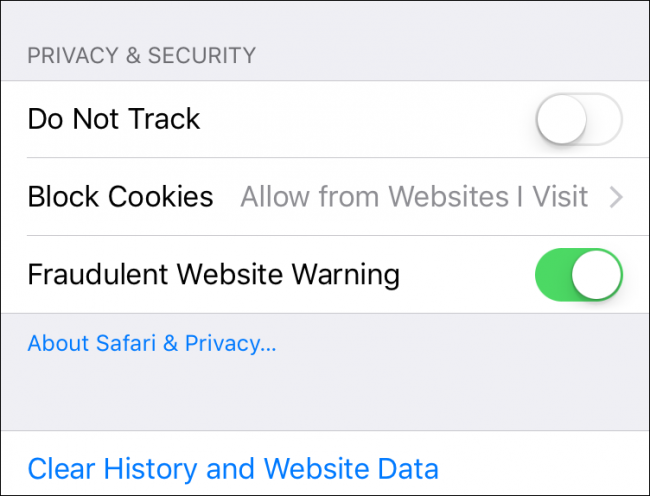 PRIVACY & SECURITY
Do Not Track
Block Cookies Allow from Websites I Visit
Fraudulent Website Warning
About Safari & Privacy...
Clear History and Website Data